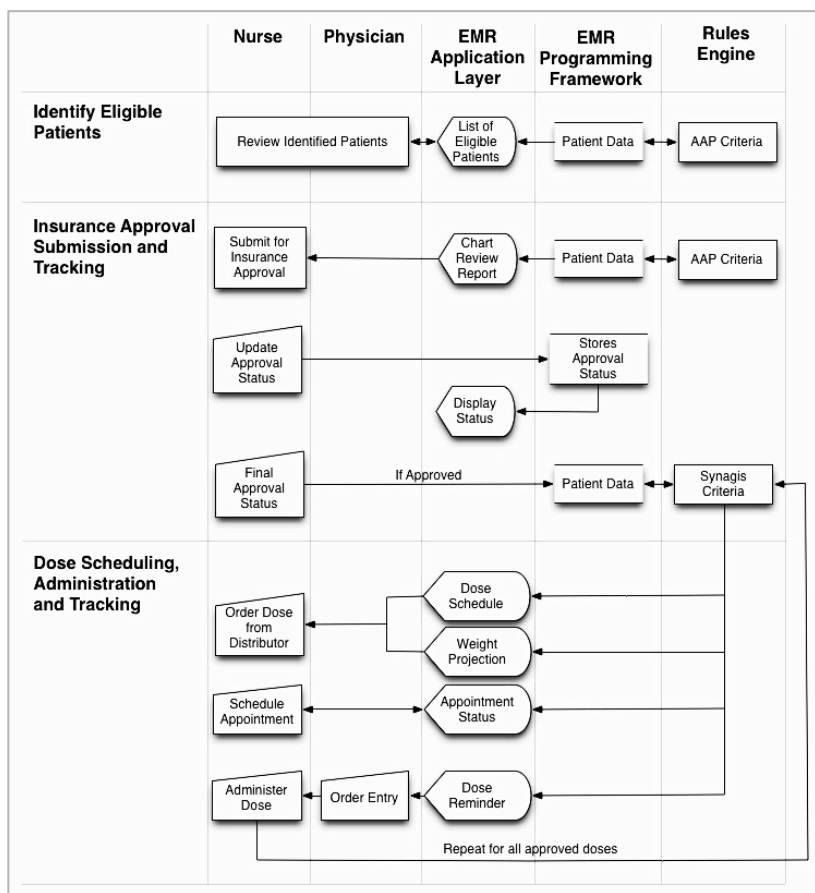 Nurse
Physician
EMR
Application
Layer
EMR
Programming
Framework
Rules
Engine
Identify Eligible
Patients
Review Identified Patients
List of
Eligible
Patients
Patient Data
AAP Criteria
Insurance Approval
Submission and
Tracking
Submit for
Insurance
Approval
Chart
Review
Report
Patient Data
AAP Criteria
Update
Approval
Status
Stores
Approval
Status
Display
Status
Final
Approval
Status
If Approved
Patient Data
Synagis
Criteria
Dose Scheduling,
Administration
and Tracking
Order Dose
from
Distributor
Dose
Schedule
Weight
Projection
Schedule
Appointment
Appointment
Status
Administer
Dose
Order Entry
Dose
Reminder
Repeat for all approved doses